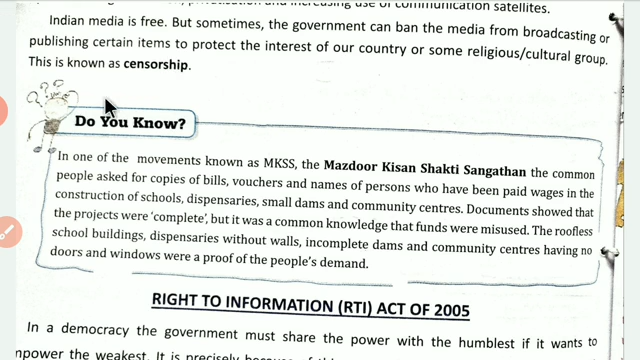 use of communication satellites.
Indian media is free. But sometimes, the government can ban the media from broadcasting or
publishing certain items to protect the interest of our country or some religious/cultural group.
This is known as censorship.
Do You Know?
In one of the movements known as MKSS, the Mazdoor Kisan Shakti Sangathan the common
people asked for copies of bills, vouchers and names of persons who have been paid wages in the
construction of schools, dispensaries, small dams and community centres. Documents showed that
the projects were 'complete', but it was a common knowledge that funds were misused. The roofless
school buildings, dispensaries without walls, incomplete dams and community centres having no
doors and windows were a proof of the people's demand.
RIGHT TO INFORMATION (RTI) ACT OF 2005
In a democracy the government must share the power with the humblest if it wants to
the weakest. It is precisely